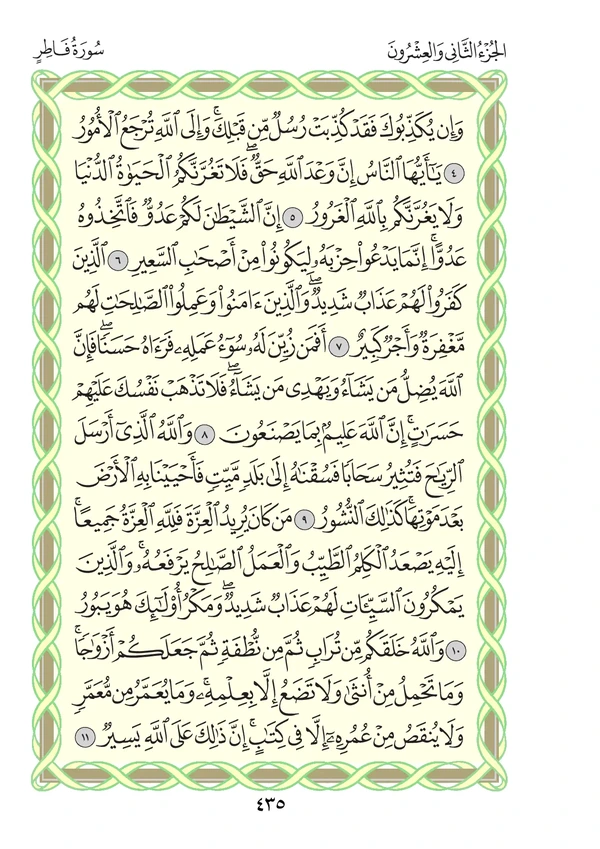 الجُزْءُ الثَّانِي وَالعِشْرُونَ
سُورَةُ فَاطِرٍ
وَإِن يُكَذِّبُوكَ فَقَدْ كُذِّبَتْ رُسُلٌ مِّن قَبْلِكَۚ وَإِلَى ٱللَّهِ تُرْجَعُ ٱلْأُمُورُ
٤ يَـٰٓأَيُّهَا ٱلنَّاسُ إِنَّ وَعْدَ ٱللَّهِ حَقٌّۖ فَلَا تَغُرَّنَّكُمُ ٱلْحَيَوٰةُ ٱلدُّنْيَا
وَلَا يَغُرَّنَّكُم بِٱللَّهِ ٱلْغَرُورُ ٥ إِنَّ ٱلشَّيْطَـٰنَ لَكُمْ عَدُوٌّ فَٱتَّخِذُوهُ
عَدُوًّاۚ إِنَّمَا يَدْعُوا۟ حِزْبَهُۥ لِيَكُونُوا۟ مِنْ أَصْحَـٰبِ ٱلسَّعِيرِ ٦ ٱلَّذِينَ
كَفَرُوا۟ لَهُمْ عَذَابٌ شَدِيدٌۖ وَٱلَّذِينَ ءَامَنُوا۟ وَعَمِلُوا۟ ٱلصَّـٰلِحَـٰتِ لَهُم
مَّغْفِرَةٌ وَأَجْرٌ كَبِيرٌ ٧ أَفَمَن زُيِّنَ لَهُۥ سُوٓءُ عَمَلِهِۦ فَرَءَاهُ حَسَنًاۖ فَإِنَّ
ٱللَّهَ يُضِلُّ مَن يَشَآءُ وَيَهْدِى مَن يَشَآءُۖ فَلَا تَذْهَبْ نَفْسُكَ عَلَيْهِمْ
حَسَرَٰتٍۚ إِنَّ ٱللَّهَ عَلِيمٌۢ بِمَا يَصْنَعُونَ ٨ وَٱللَّهُ ٱلَّذِىٓ أَرْسَلَ
ٱلرِّيَـٰحَ فَتُثِيرُ سَحَابًا فَسُقْنَـٰهُ إِلَىٰ بَلَدٍ مَّيِّتٍ فَأَحْيَيْنَا بِهِ ٱلْأَرْضَ
بَعْدَ مَوْتِهَاۚ كَذَٰلِكَ ٱلنُّشُورُ ٩ مَن كَانَ يُرِيدُ ٱلْعِزَّةَ فَلِلَّهِ ٱلْعِزَّةُ جَمِيعًاۚ
إِلَيْهِ يَصْعَدُ ٱلْكَلِمُ ٱلطَّيِّبُ وَٱلْعَمَلُ ٱلصَّـٰلِحُ يَرْفَعُهُۥۚ وَٱلَّذِينَ
يَمْكُرُونَ ٱلسَّيِّـَٔاتِ لَهُمْ عَذَابٌ شَدِيدٌۖ وَمَكْرُ أُو۟لَـٰٓئِكَ هُوَ يَبُورُ
١٠ وَٱللَّهُ خَلَقَكُم مِّن تُرَابٍ ثُمَّ مِن نُّطْفَةٍ ثُمَّ جَعَلَكُمْ أَزْوَٰجًاۚ
وَمَا تَحْمِلُ مِنْ أُنثَىٰ وَلَا تَضَعُ إِلَّا بِعِلْمِهِۦۚ وَمَا يُعَمَّرُ مِن مُّعَمَّرٍ
وَلَا يُنقَصُ مِنْ عُمُرِهِۦٓ إِلَّا فِى كِتَـٰبٍۚ إِنَّ ذَٰلِكَ عَلَى ٱللَّهِ يَسِيرٌ ١١
٤٣٥